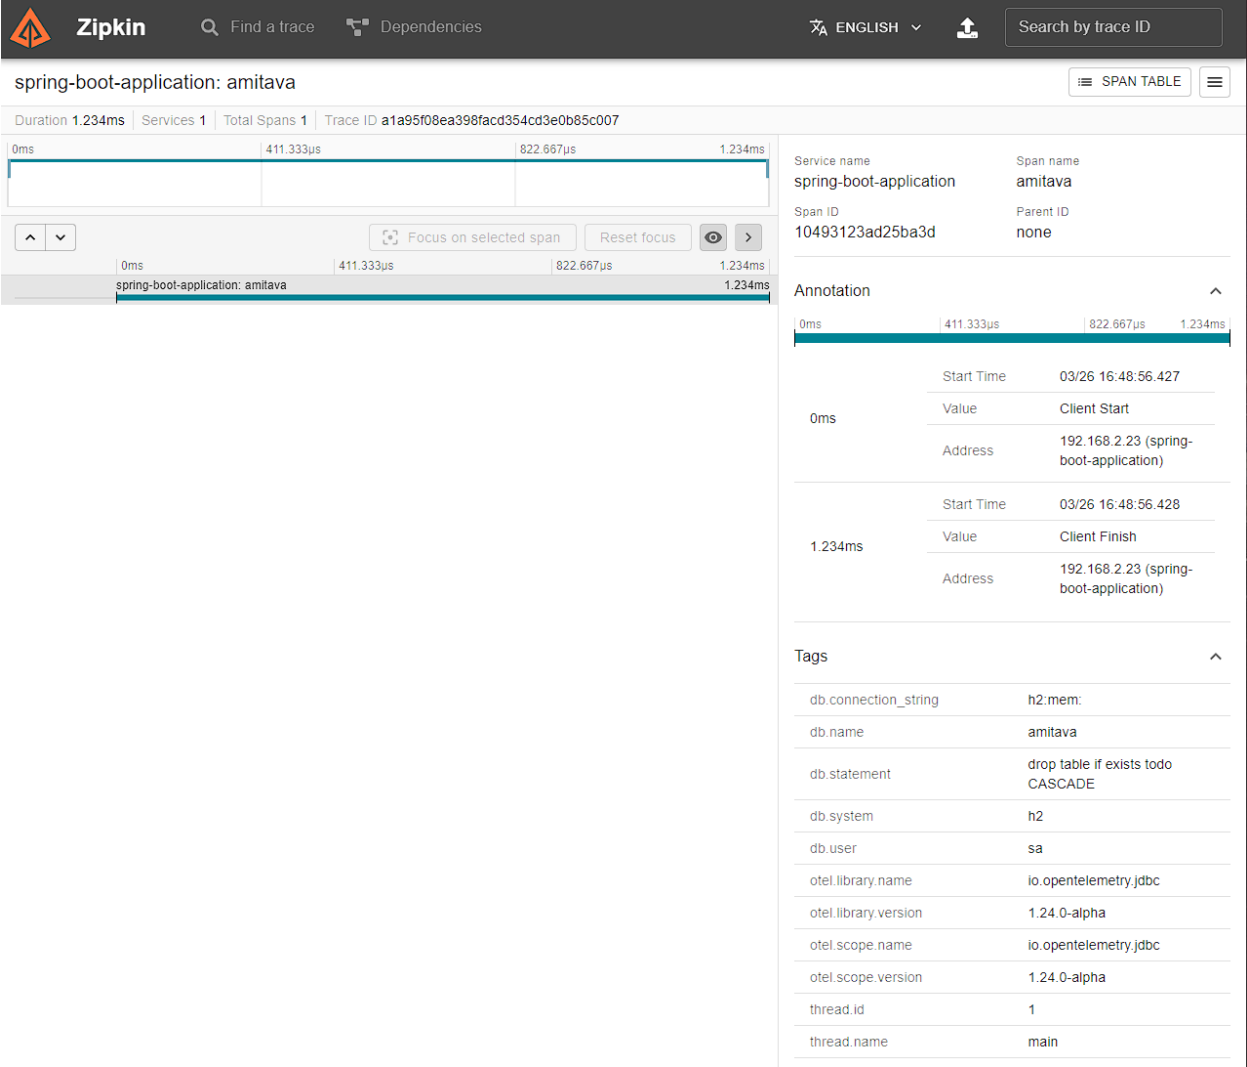 Zipkin
Find a trace
Dependencies
ENGLISH
Search by trace ID
spring-boot-application: amitava
SPAN TABLE
Duration 1.234ms
Services 1
Total Spans 1
Trace ID a1a95f08ea398facd354cd3e0b85c007
0ms 411.333μs 822.667μs 1.234ms
Focus on selected span
Reset focus
0ms 411.333μs 822.667μs 1.234ms
spring-boot-application: amitava 1.234ms
Service name Span name
spring-boot-application amitava
Span ID Parent ID
10493123ad25ba3d none
Annotation
0ms 411.333μs 822.667μs 1.234ms
0ms
Start Time 03/26 16:48:56.427
Value Client Start
Address 192.168.2.23 (spring-
boot-application)
1.234ms
Start Time 03/26 16:48:56.428
Value Client Finish
Address 192.168.2.23 (spring-
boot-application)
Tags
db.connection_string h2:mem:
db.name amitava
db.statement drop table if exists todo
CASCADE
db.system h2
db.user sa
otel.library.name io.opentelemetry.jdbc
otel.library.version 1.24.0-alpha
otel.scope.name io.opentelemetry.jdbc
otel.scope.version 1.24.0-alpha
thread.id 1
thread.name main